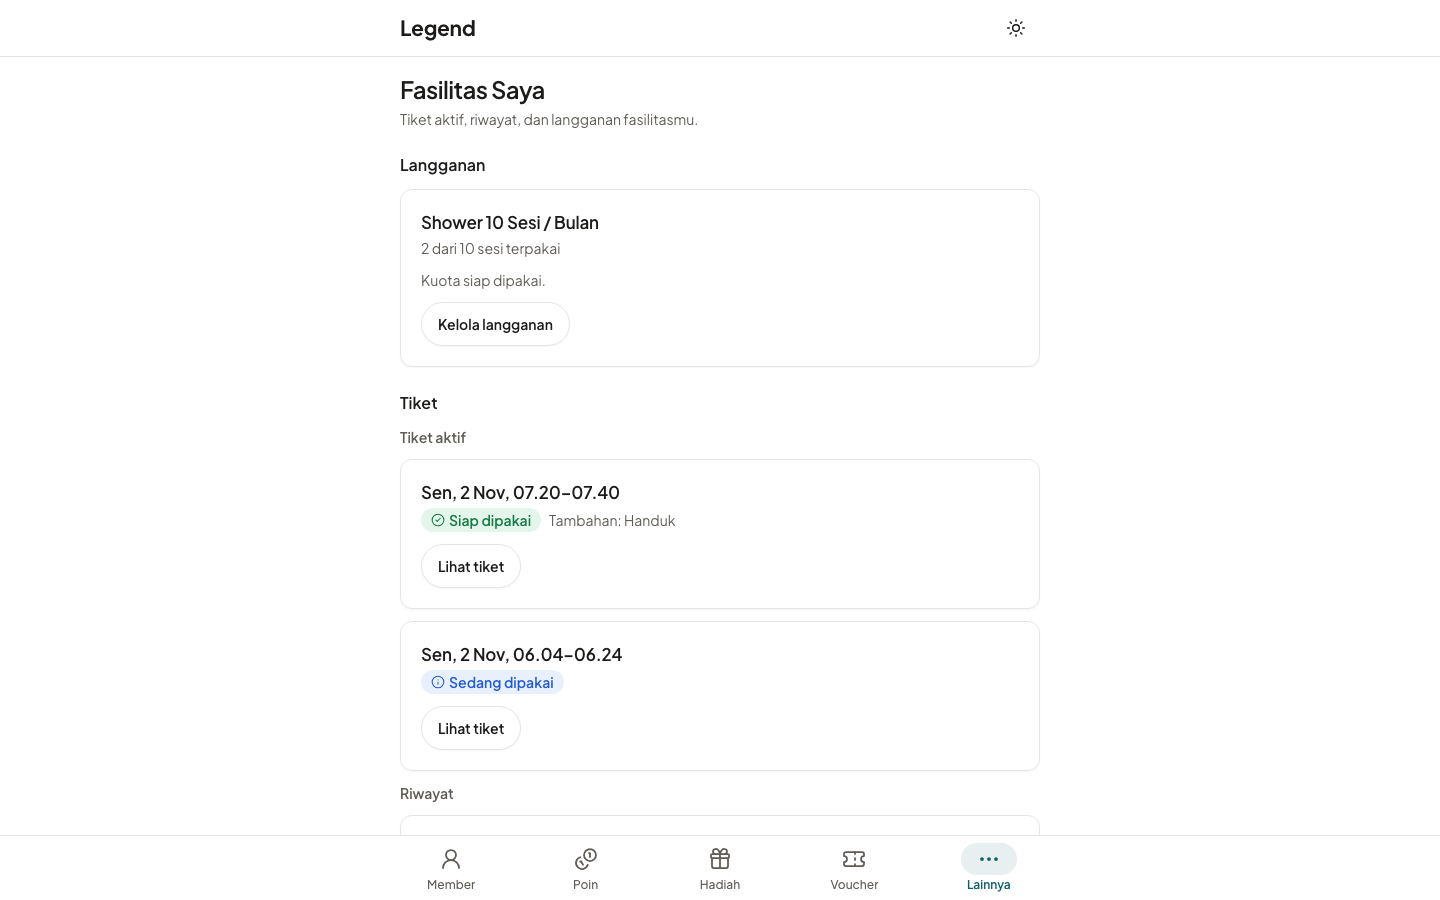 Legend
Fasilitas Saya
Tiket aktif, riwayat, dan langganan fasilitasmu.
Langganan
Shower 10 Sesi / Bulan
2 dari 10 sesi terpakai
Kuota siap dipakai.
Kelola langganan
Tiket
Tiket aktif
Sen, 2 Nov, 07.20–07.40
Siap dipakai Tambahan: Handuk
Lihat tiket
Sen, 2 Nov, 06.04–06.24
Sedang dipakai
Lihat tiket
Riwayat
Member Poin Hadiah Voucher Lainnya